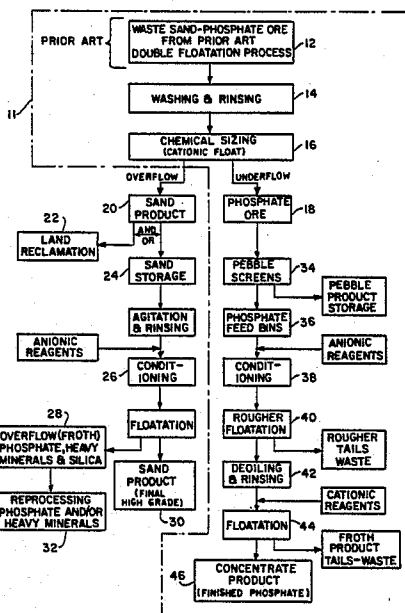 PRIOR ART
WASTE SAND-PHOSPHATE ORE
FROM PRIOR ART
DOUBLE FLOATATION PROCESS
12
11
WASHING & RINSING
14
CHEMICAL SIZING
(CATIONIC FLOAT)
16
OVERFLOW
UNDERFLOW
20
SAND
PRODUCT
PHOSPHATE
ORE
18
22
AND
OR
LAND
RECLAMATION
24
SAND
STORAGE
PEBBLE
SCREENS
34
PEBBLE
PRODUCT
STORAGE
AGITATION
& RINSING
PHOSPHATE
FEED BINS
36
ANIONIC
REAGENTS
ANIONIC
REAGENTS
26
CONDIT-
IONING
CONDIT-
IONING
38
28
FLOATATION
ROUGHER
FLOATATION
40
OVERFLOW (FROTH)
PHOSPHATE, HEAVY
MINERALS & SILICA
ROUGHER
TAILS
WASTE
SAND
PRODUCT
(FINAL
HIGH GRADE)
30
DEOILING
& RINSING
42
CATIONIC
REAGENTS
REPROCESSING
PHOSPHATE AND/OR
HEAVY MINERALS
32
FLOATATION
44
FROTH
PRODUCT
TAILS-WASTE
46
CONCENTRATE
PRODUCT
(FINISHED PHOSPHATE)